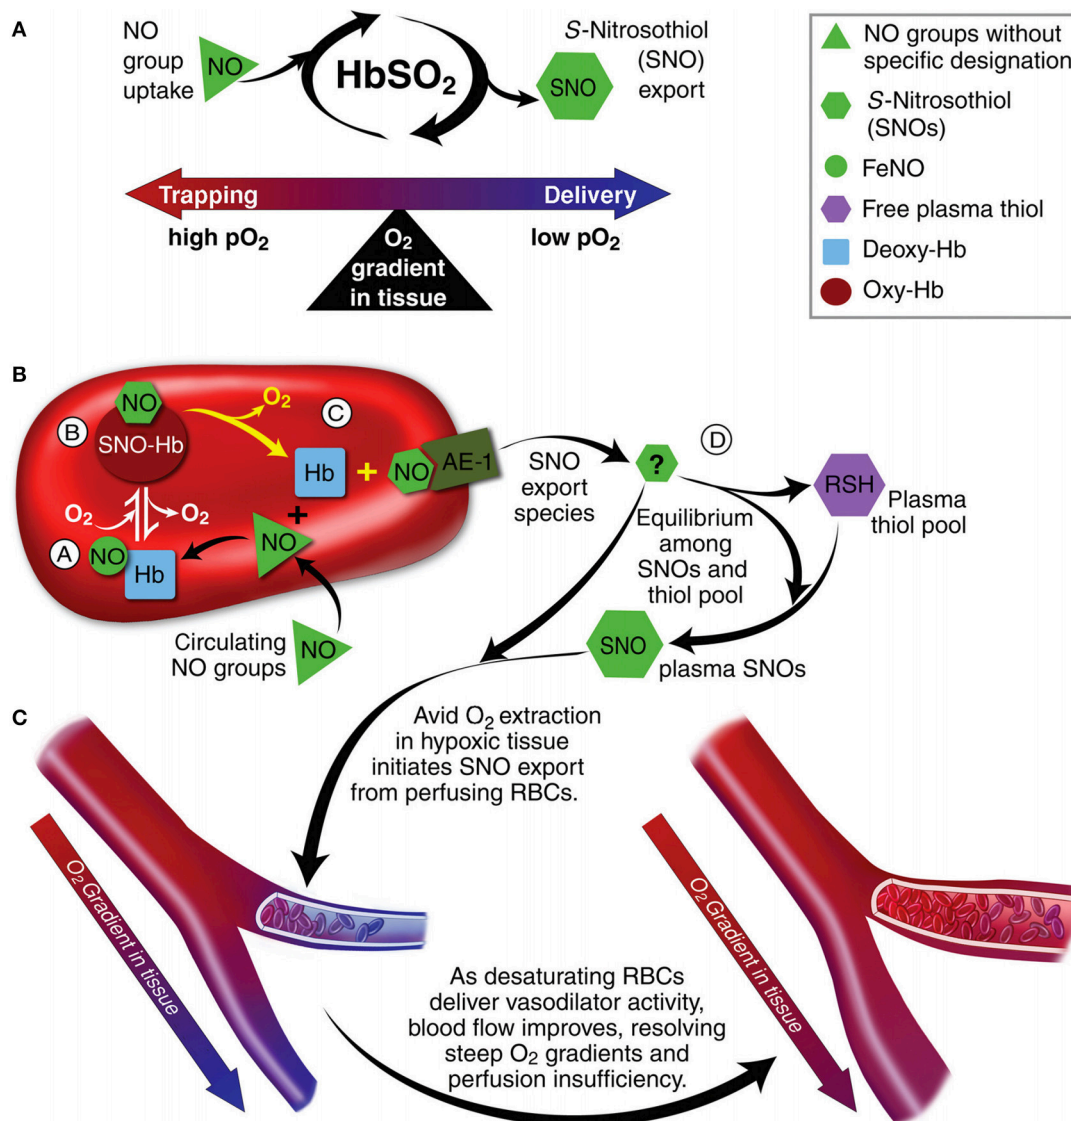 A
NO
group
uptake
NO
HbSO₂
S-Nitrosothiol
(SNO)
export
SNO
Trapping
Delivery
high pO₂
low pO₂
O₂
gradient
in tissue
NO groups without
specific designation
S-Nitrosothiol
(SNOs)
FeNO
Free plasma thiol
Deoxy-Hb
Oxy-Hb
B
NO
B
SNO-Hb
O₂
C
Hb
+
NO
AE-1
O₂
O₂
+
A
NO
Hb
NO
Circulating
NO groups
NO
SNO
export
species
?
D
RSH
Plasma
thiol pool
Equilibrium
among
SNOs and
thiol pool
SNO
plasma SNOs
C
Avid O₂ extraction
in hypoxic tissue
initiates SNO export
from perfusing RBCs.
O₂ Gradient in tissue
O₂ Gradient in tissue
As desaturating RBCs
deliver vasodilator activity,
blood flow improves, resolving
steep O₂ gradients and
perfusion insufficiency.